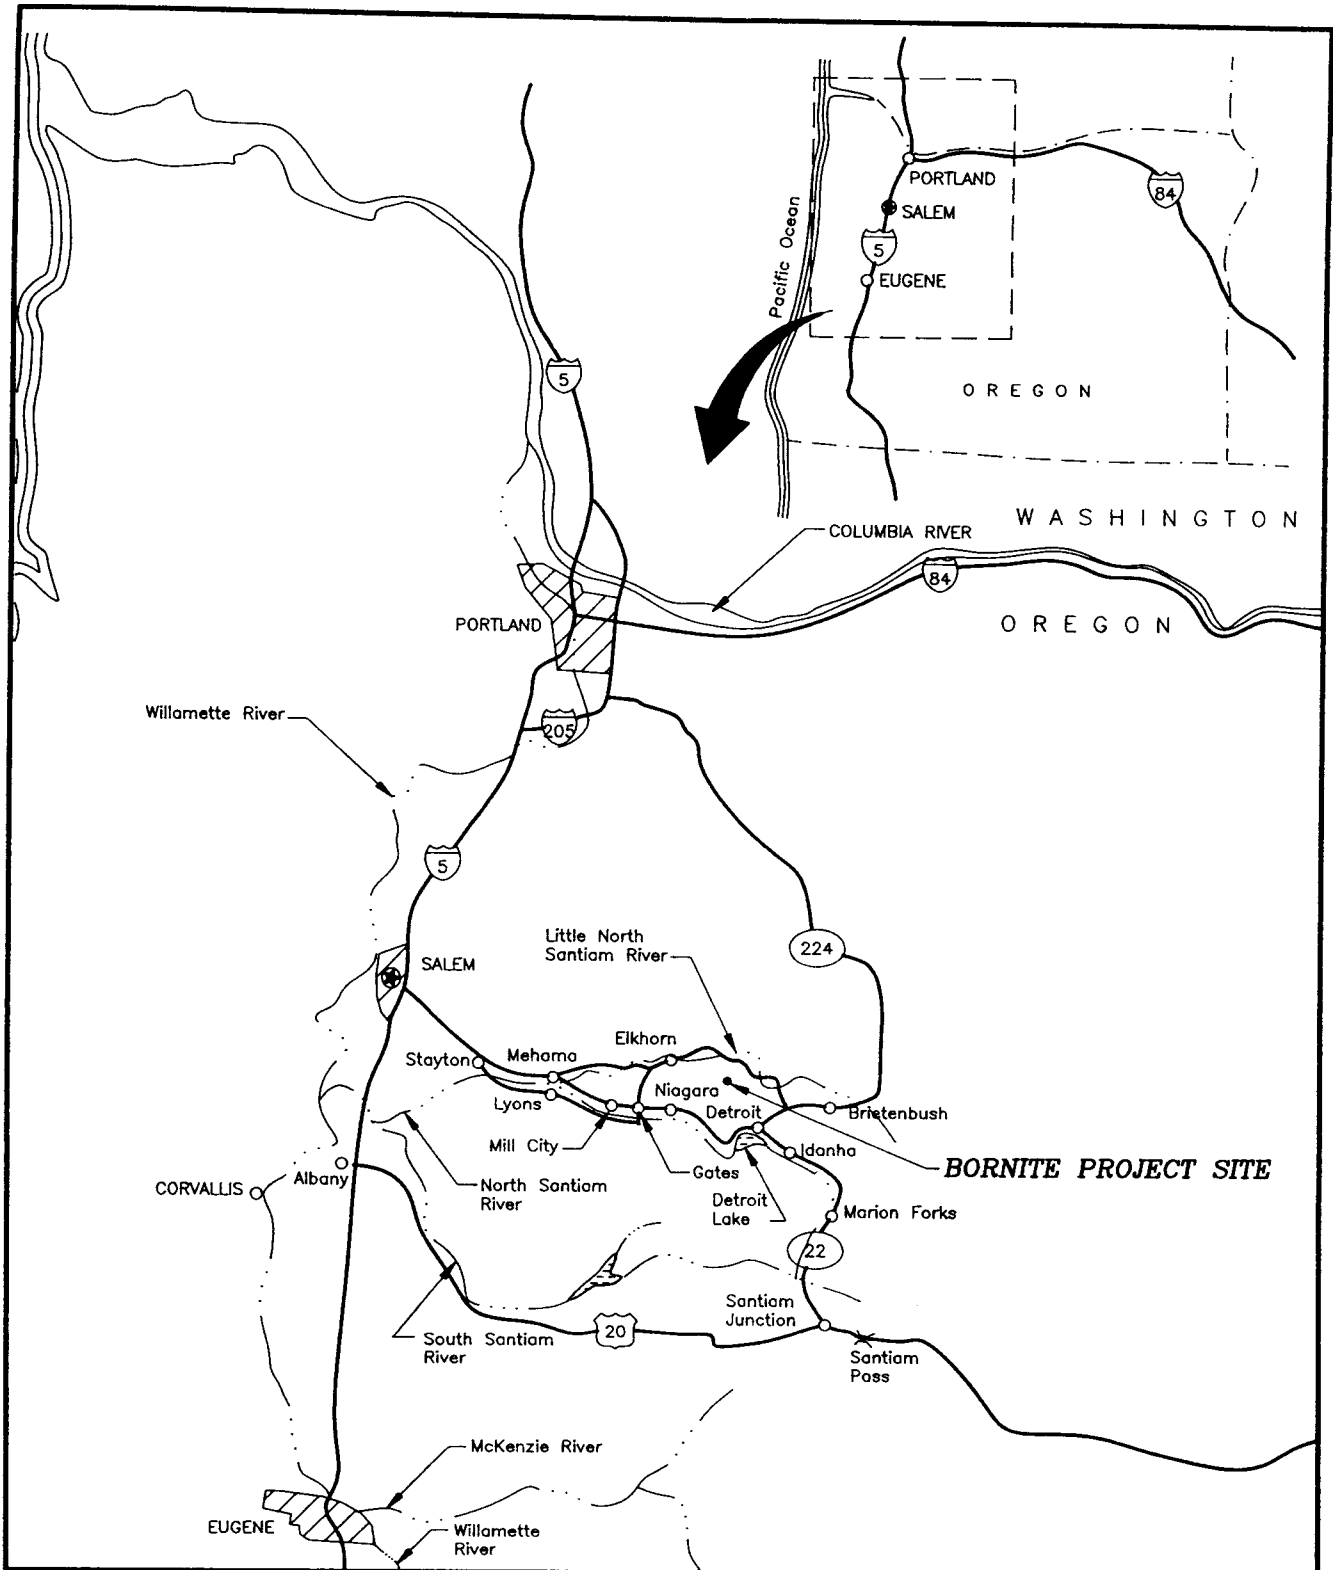 PORTLAND
84
Pacific Ocean
SALEM
5
EUGENE
OREGON
5
WASHINGTON
COLUMBIA RIVER
84
OREGON
PORTLAND
Willamette River
205
5
Little North
Santiam River
224
SALEM
Elkhorn
Stayton
Mehama
Niagara
Lyons
Detroit
Brietenbush
Mill City
Idanha
BORNITE PROJECT SITE
Gates
Albany
CORVALLIS
North Santiam
River
Detroit
Lake
Marion Forks
22
Santiam
Junction
20
South Santiam
River
Santiam
Pass
McKenzie River
EUGENE
Willamette
River